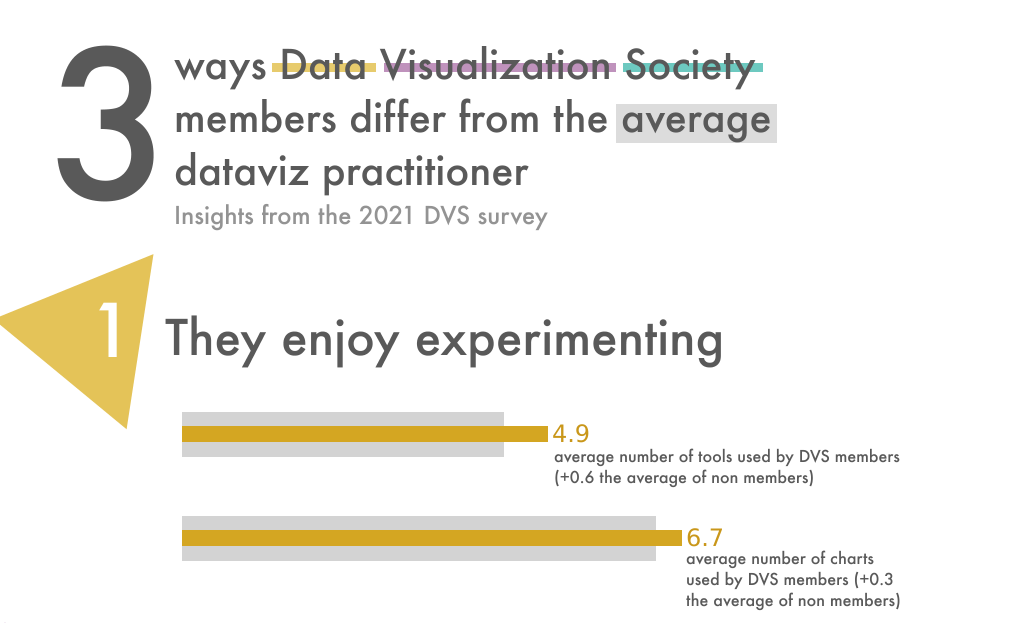 3
ways Data Visualization Society
members differ from the average
dataviz practitioner
Insights from the 2021 DVS survey
1
They enjoy experimenting
4.9
average number of tools used by DVS members
(+0.6 the average of non members)
6.7
average number of charts
used by DVS members (+0.3
the average of non members)